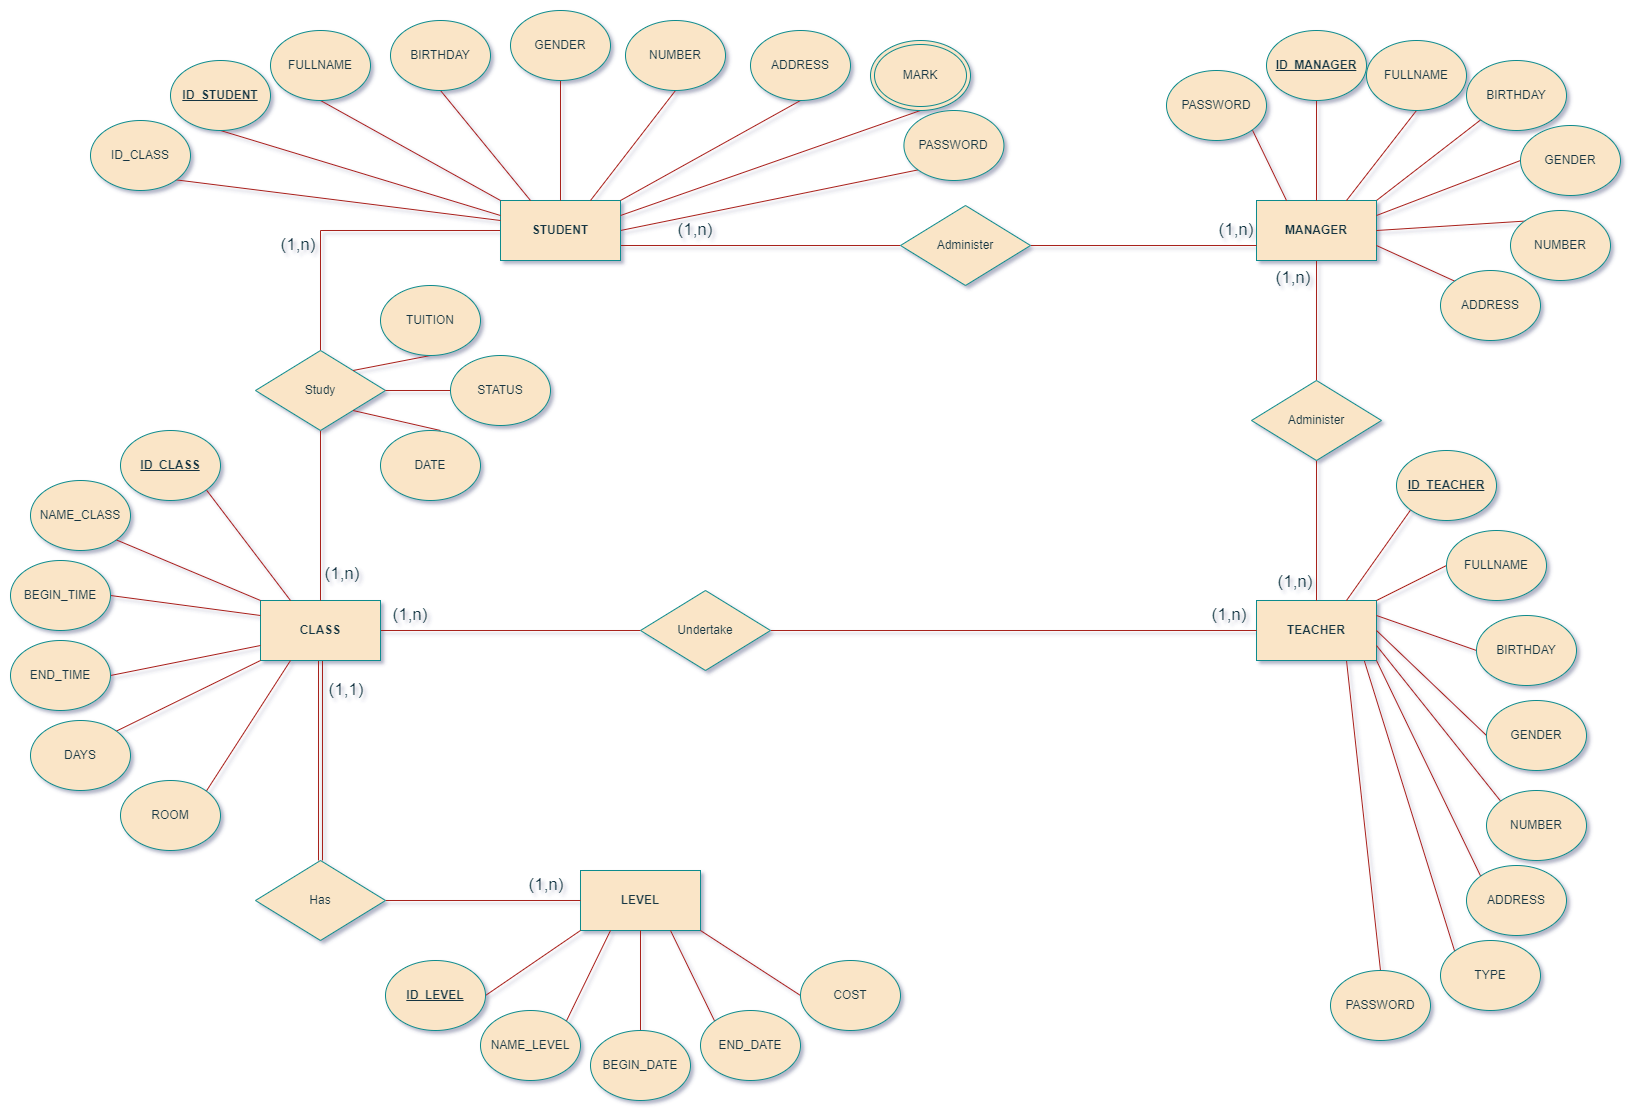 GENDER
BIRTHDAY
NUMBER
FULLNAME
ADDRESS
MARK
ID_STUDENT
PASSWORD
ID_CLASS
STUDENT
ID_MANAGER
FULLNAME
PASSWORD
BIRTHDAY
GENDER
MANAGER
NUMBER
ADDRESS
(1,n)
(1,n)
Administer
(1,n)
(1,n)
TUITION
Study
STATUS
DATE
Administer
ID_CLASS
NAME_CLASS
BEGIN_TIME
END_TIME
DAYS
ROOM
(1,n)
CLASS
(1,n)
Undertake
(1,n)
(1,n)
TEACHER
ID_TEACHER
FULLNAME
BIRTHDAY
GENDER
NUMBER
ADDRESS
TYPE
PASSWORD
(1,1)
Has
(1,n)
LEVEL
ID_LEVEL
NAME_LEVEL
BEGIN_DATE
END_DATE
COST